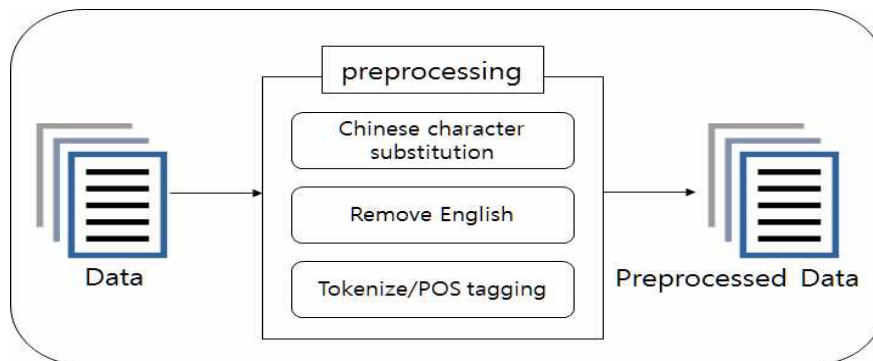 preprocessing
Chinese character
substitution
Remove English
Tokenize/POS tagging
Data
Preprocessed Data